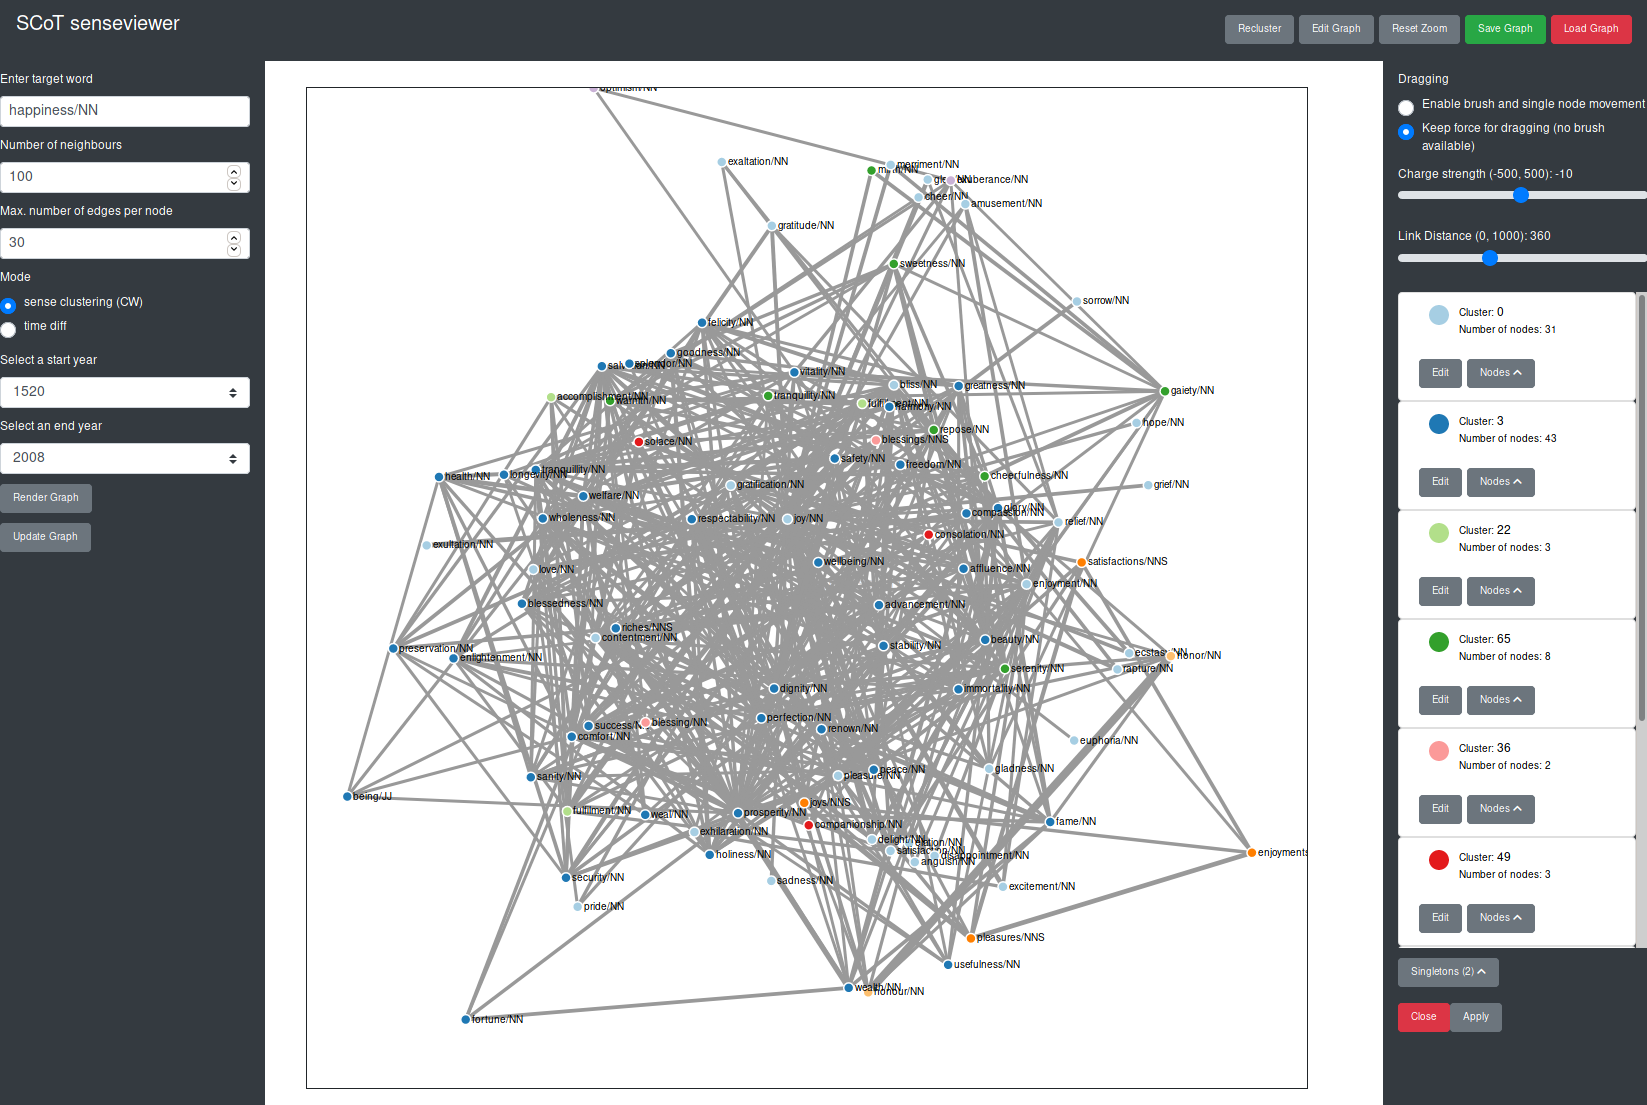 SCoT senseviewer
Recluster
Edit Graph
Reset Zoom
Save Graph
Load Graph
Enter target word
happiness/NN
Number of neighbours
100
Max. number of edges per node
30
Mode
sense clustering (CW)
time diff
Select a start year
1520
Select an end year
2008
Render Graph
Update Graph
optimism/NN
exaltation/NN
merriment/NN
exuberance/NN
cheer/NN
amusement/NN
gratitude/NN
sweetness/NN
sorrow/NN
felicity/NN
goodness/NN
splendor/NN
vitality/NN
bliss/NN
greatness/NN
gaiety/NN
accomplishment/NN
warmth/NN
tranquility/NN
harmony/NN
hope/NN
repose/NN
solace/NN
blessings/NNS
safety/NN
freedom/NN
health/NN
longevity/NN
tranquillity/NN
cheerfulness/NN
gratification/NN
grief/NN
welfare/NN
glory/NN
compassion/NN
wholeness/NN
respectability/NN
joy/NN
relief/NN
consolation/NN
exultation/NN
wellbeing/NN
satisfactions/NNS
love/NN
affluence/NN
enjoyment/NN
blessedness/NN
advancement/NN
riches/NNS
contentment/NN
beauty/NN
preservation/NN
stability/NN
enlightenment/NN
ecstasy/NN
honor/NN
serenity/NN
rapture/NN
dignity/NN
immortality/NN
blessing/NN
perfection/NN
success/NN
renown/NN
comfort/NN
euphoria/NN
sanity/NN
pleasure/NN
peace/NN
gladness/NN
being/JJ
joys/NNS
fulfilment/NN
weal/NN
prosperity/NN
companionship/NN
fame/NN
exhilaration/NN
delight/NN
elation/NN
satisfaction/NN
disappointment/NN
enjoyments
anguish/NN
holiness/NN
security/NN
sadness/NN
excitement/NN
pride/NN
pleasures/NNS
usefulness/NN
wealth/NN
honour/NN
fortune/NN
Dragging
Enable brush and single node movement
Keep force for dragging (no brush
available)
Charge strength (-500, 500): -10
Link Distance (0, 1000): 360
Cluster: 0
Number of nodes: 31
Edit
Nodes
Cluster: 3
Number of nodes: 43
Edit
Nodes
Cluster: 22
Number of nodes: 3
Edit
Nodes
Cluster: 65
Number of nodes: 8
Edit
Nodes
Cluster: 36
Number of nodes: 2
Edit
Nodes
Cluster: 49
Number of nodes: 3
Edit
Nodes
Singletons (2)
Close
Apply